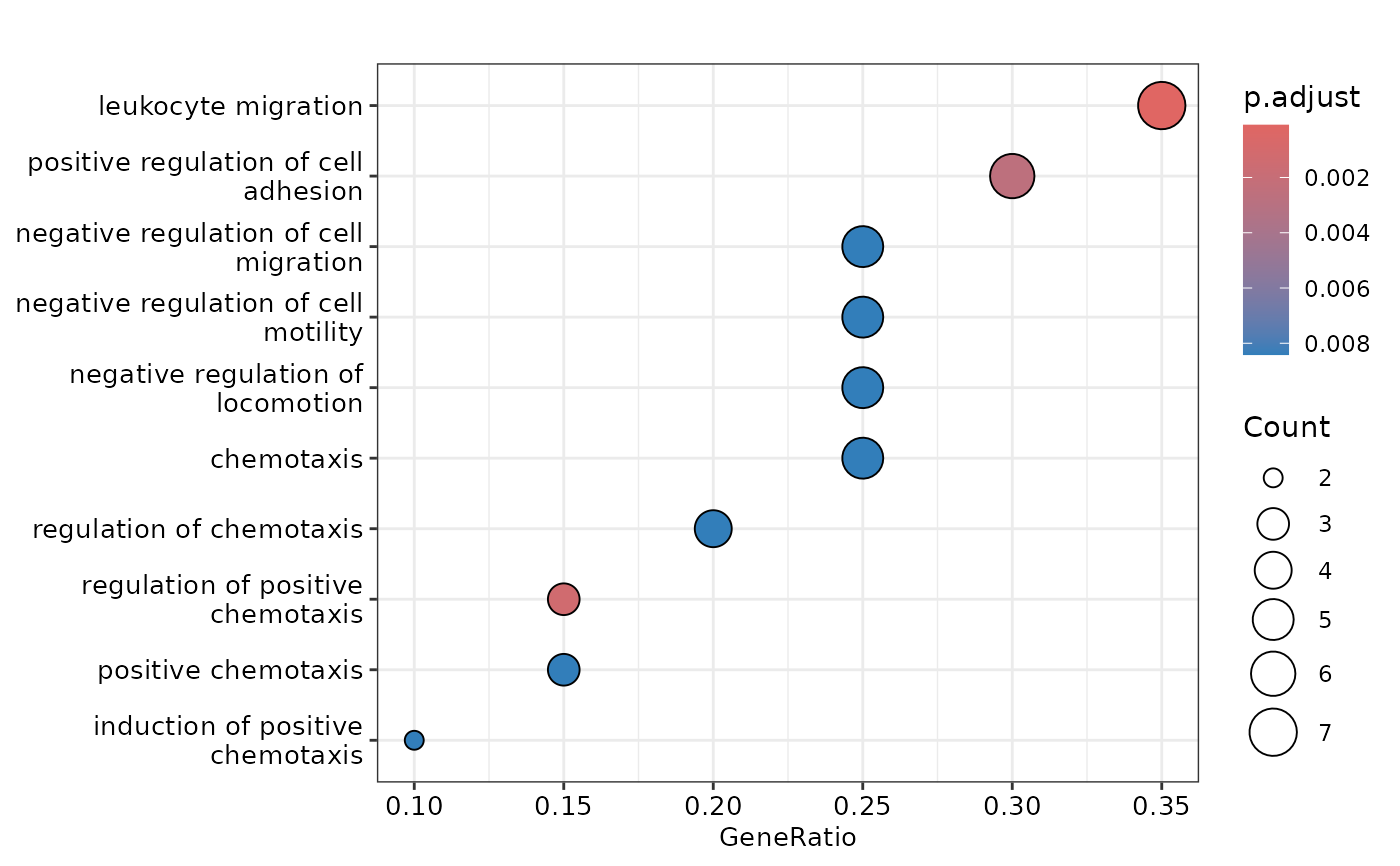 leukocyte migration
positive regulation of cell
adhesion
negative regulation of cell
migration
negative regulation of cell
motility
negative regulation of
locomotion
chemotaxis
regulation of chemotaxis
regulation of positive
chemotaxis
positive chemotaxis
induction of positive
chemotaxis
0.10 0.15 0.20 0.25 0.30 0.35
GeneRatio
p.adjust
0.002
0.004
0.006
0.008
Count
2
3
4
5
6
7